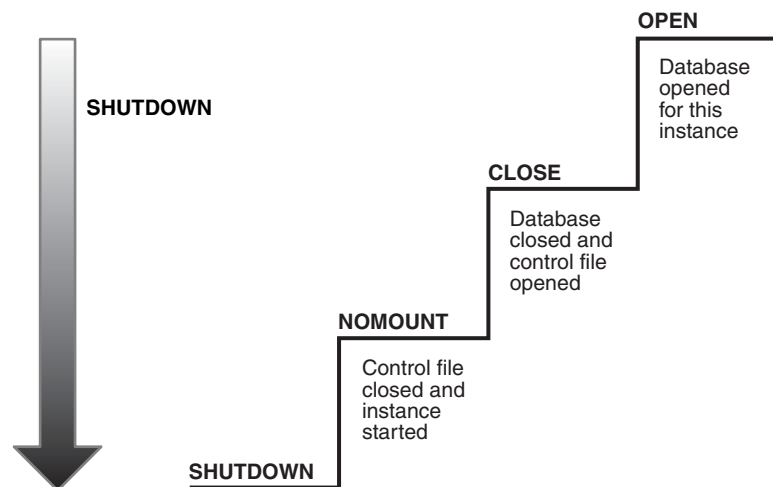 OPEN
Database
opened
for this
instance
SHUTDOWN
CLOSE
Database
closed and
control file
opened
NOMOUNT
Control file
closed and
instance
started
SHUTDOWN